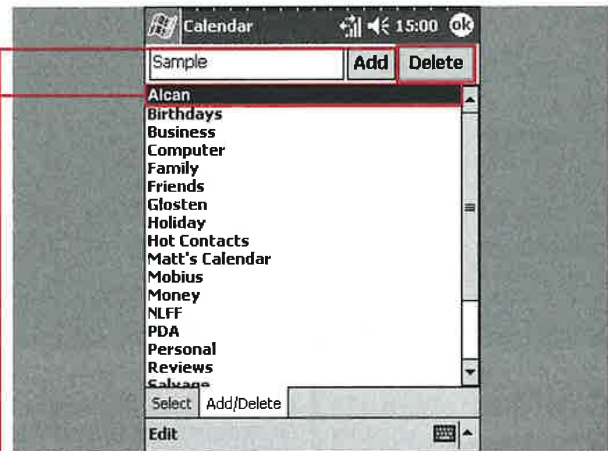 Calendar 15:00 ok
Sample Add Delete
Alcan
Birthdays
Business
Computer
Family
Friends
Glosten
Holiday
Hot Contacts
Matt's Calendar
Mobius
Money
NLFF
PDA
Personal
Reviews
Salvage
Select Add/Delete
Edit